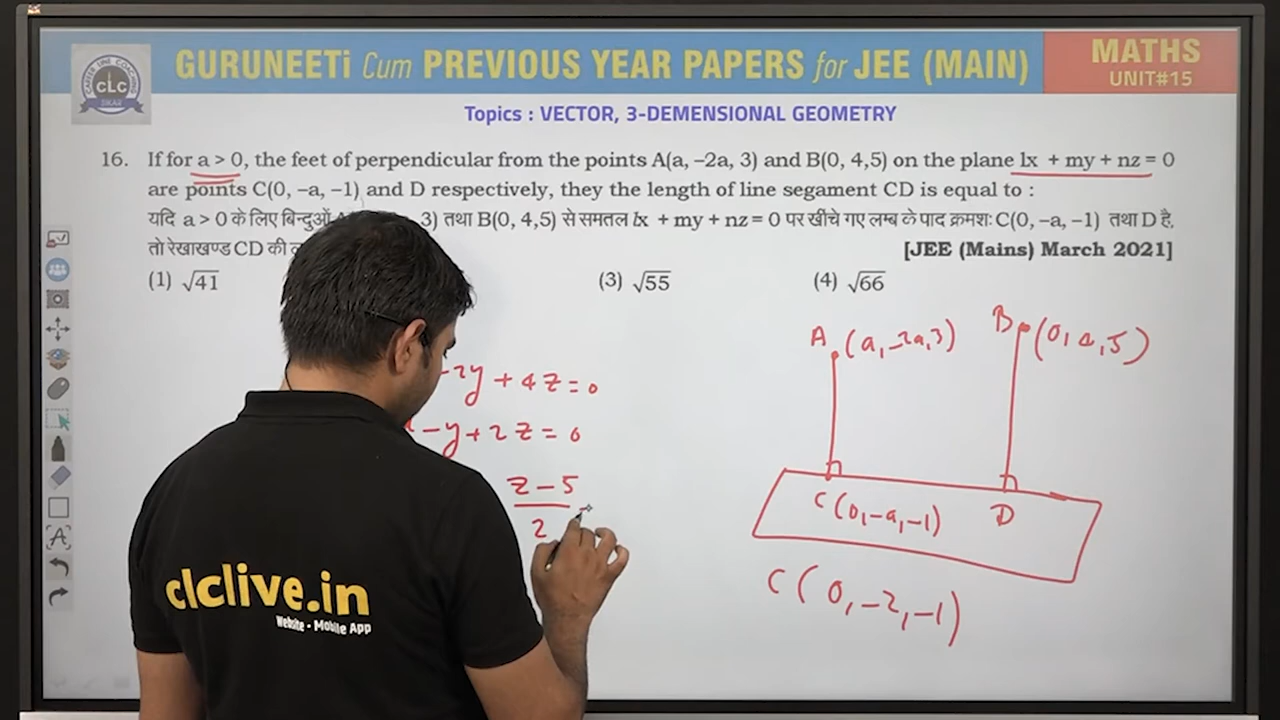 GURUNEETi Cum PREVIOUS YEAR PAPERS for JEE (MAIN)
MATHS
UNIT#15
CLC
SIKAR
Topics : VECTOR, 3-DEMENSIONAL GEOMETRY
16. If for a > 0, the feet of perpendicular from the points A(a, –2a, 3) and B(0, 4,5) on the plane lx + my + nz = 0
are points C(0, –a, –1) and D respectively, they the length of line segament CD is equal to :
यदि a > 0 के लिए बिन्दुओं 3) तथा B(0, 4,5) से समतल lx + my + nz = 0 पर खींचे गए लम्ब के पाद क्रमशः C(0, –a, –1) तथा D है,
तो रेखाखण्ड CD की
[JEE (Mains) March 2021]
(1) √41 (3) √55 (4) √66
A (a, -2a, 3)
B (0, 4, 5)
-2y + 4z = 0
-y + 2z = 0
z - 5
2
C (0, -a, -1)
D
C (0, -2, -1)
clclive.in
Website - Mobile App